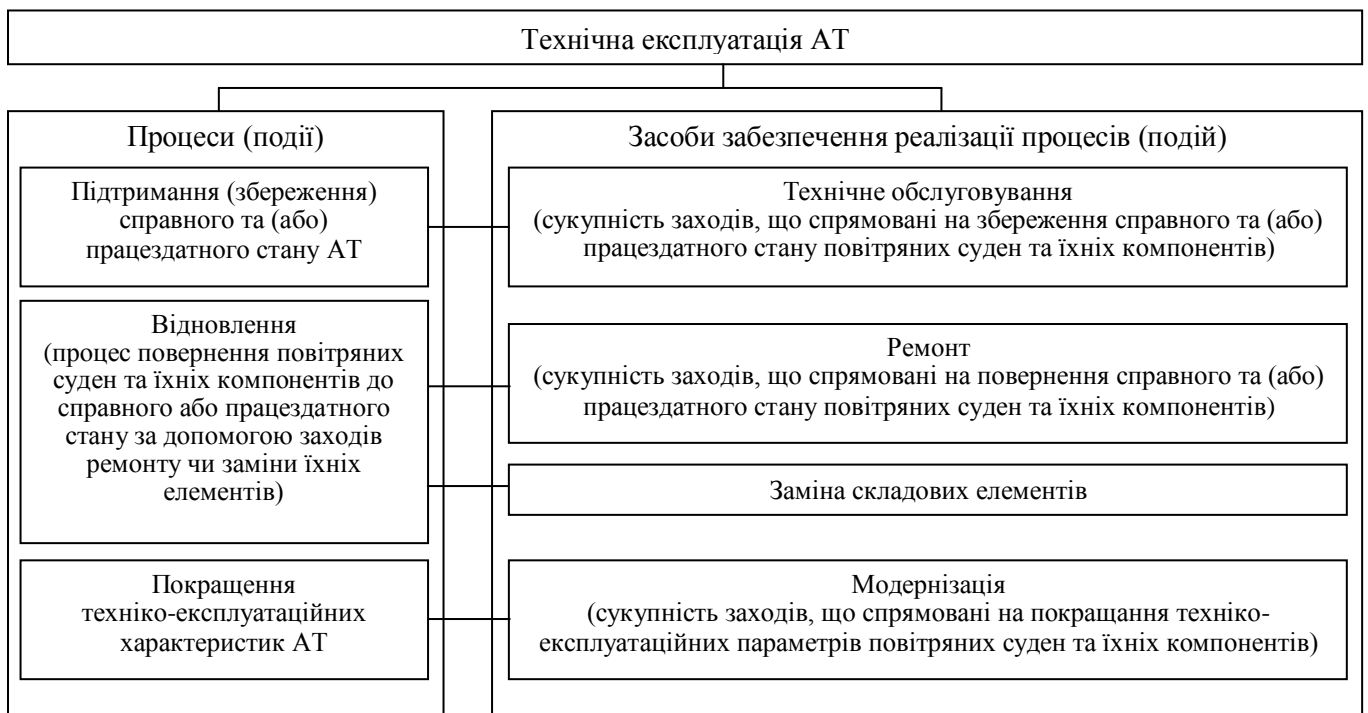 Технічна експлуатація АТ
Процеси (події)
Підтримання (збереження)
справного та (або)
працездатного стану АТ
Відновлення
(процес повернення повітряних
суден та їхніх компонентів до
справного або працездатного
стану за допомогою заходів
ремонту чи заміни їхніх
елементів)
Покращення
техніко-експлуатаційних
характеристик АТ
Засоби забезпечення реалізації процесів (подій)
Технічне обслуговування
(сукупність заходів, що спрямовані на збереження справного та (або)
працездатного стану повітряних суден та їхніх компонентів)
Ремонт
(сукупність заходів, що спрямовані на повернення справного та (або)
працездатного стану повітряних суден та їхніх компонентів)
Заміна складових елементів
Модернізація
(сукупність заходів, що спрямовані на покращання техніко-
експлуатаційних параметрів повітряних суден та їхніх компонентів)